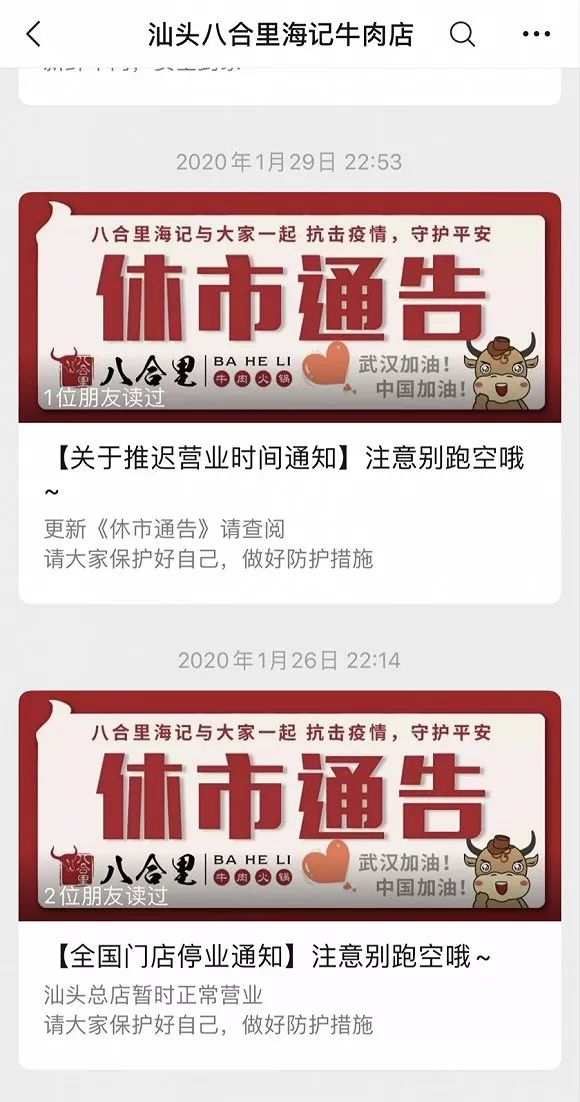 汕头八合里海记牛肉店
2020年1月29日 22:53
八合里海记与大家一起 抗击疫情，守护平安
休市通告
八合里 八合里 BA HE LI 牛肉火锅
武汉加油！
中国加油！
1位朋友读过
【关于推迟营业时间通知】注意别跑空哦
~
更新《休市通告》请查阅
请大家保护好自己，做好防护措施
2020年1月26日 22:14
八合里海记与大家一起 抗击疫情，守护平安
休市通告
八合里 八合里 BA HE LI 牛肉火锅
武汉加油！
中国加油！
2位朋友读过
【全国门店停业通知】注意别跑空哦~
汕头总店暂时正常营业
请大家保护好自己，做好防护措施